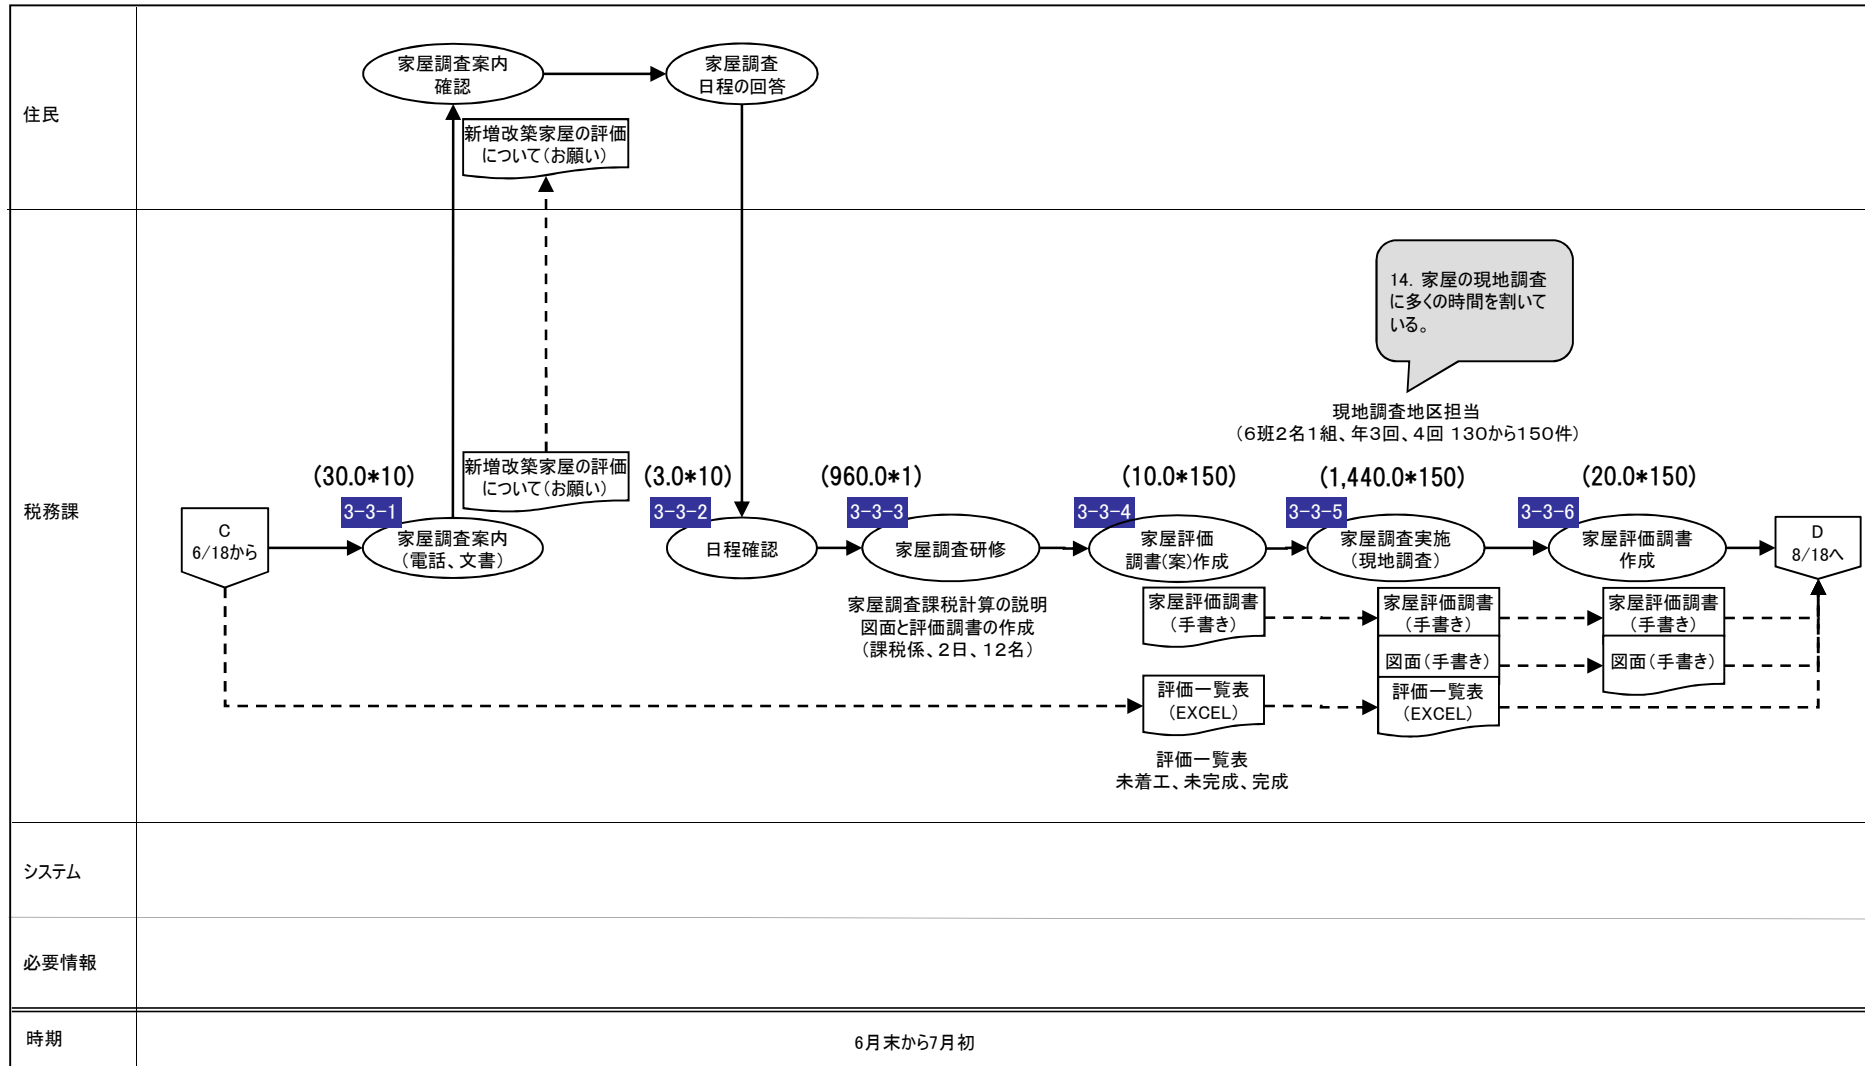 住民
家屋調査案内
確認
家屋調査
日程の回答
新増改築家屋の評価
について(お願い)
税務課
14. 家屋の現地調査
に多くの時間を割いて
いる。
現地調査地区担当
(6班2名1組、年3回、4回 130から150件)
C
6/18から
(30.0*10)
3-3-1
家屋調査案内
(電話、文書)
新増改築家屋の評価
について(お願い)
(3.0*10)
3-3-2
日程確認
(960.0*1)
3-3-3
家屋調査研修
家屋調査課税計算の説明
図面と評価調書の作成
(課税係、2日、12名)
(10.0*150)
3-3-4
家屋評価
調書(案)作成
家屋評価調書
(手書き)
評価一覧表
(EXCEL)
評価一覧表
未着工、未完成、完成
(1,440.0*150)
3-3-5
家屋調査実施
(現地調査)
家屋評価調書
(手書き)
図面(手書き)
評価一覧表
(EXCEL)
(20.0*150)
3-3-6
家屋評価調書
作成
家屋評価調書
(手書き)
図面(手書き)
D
8/18へ
システム
必要情報
時期
6月末から7月初